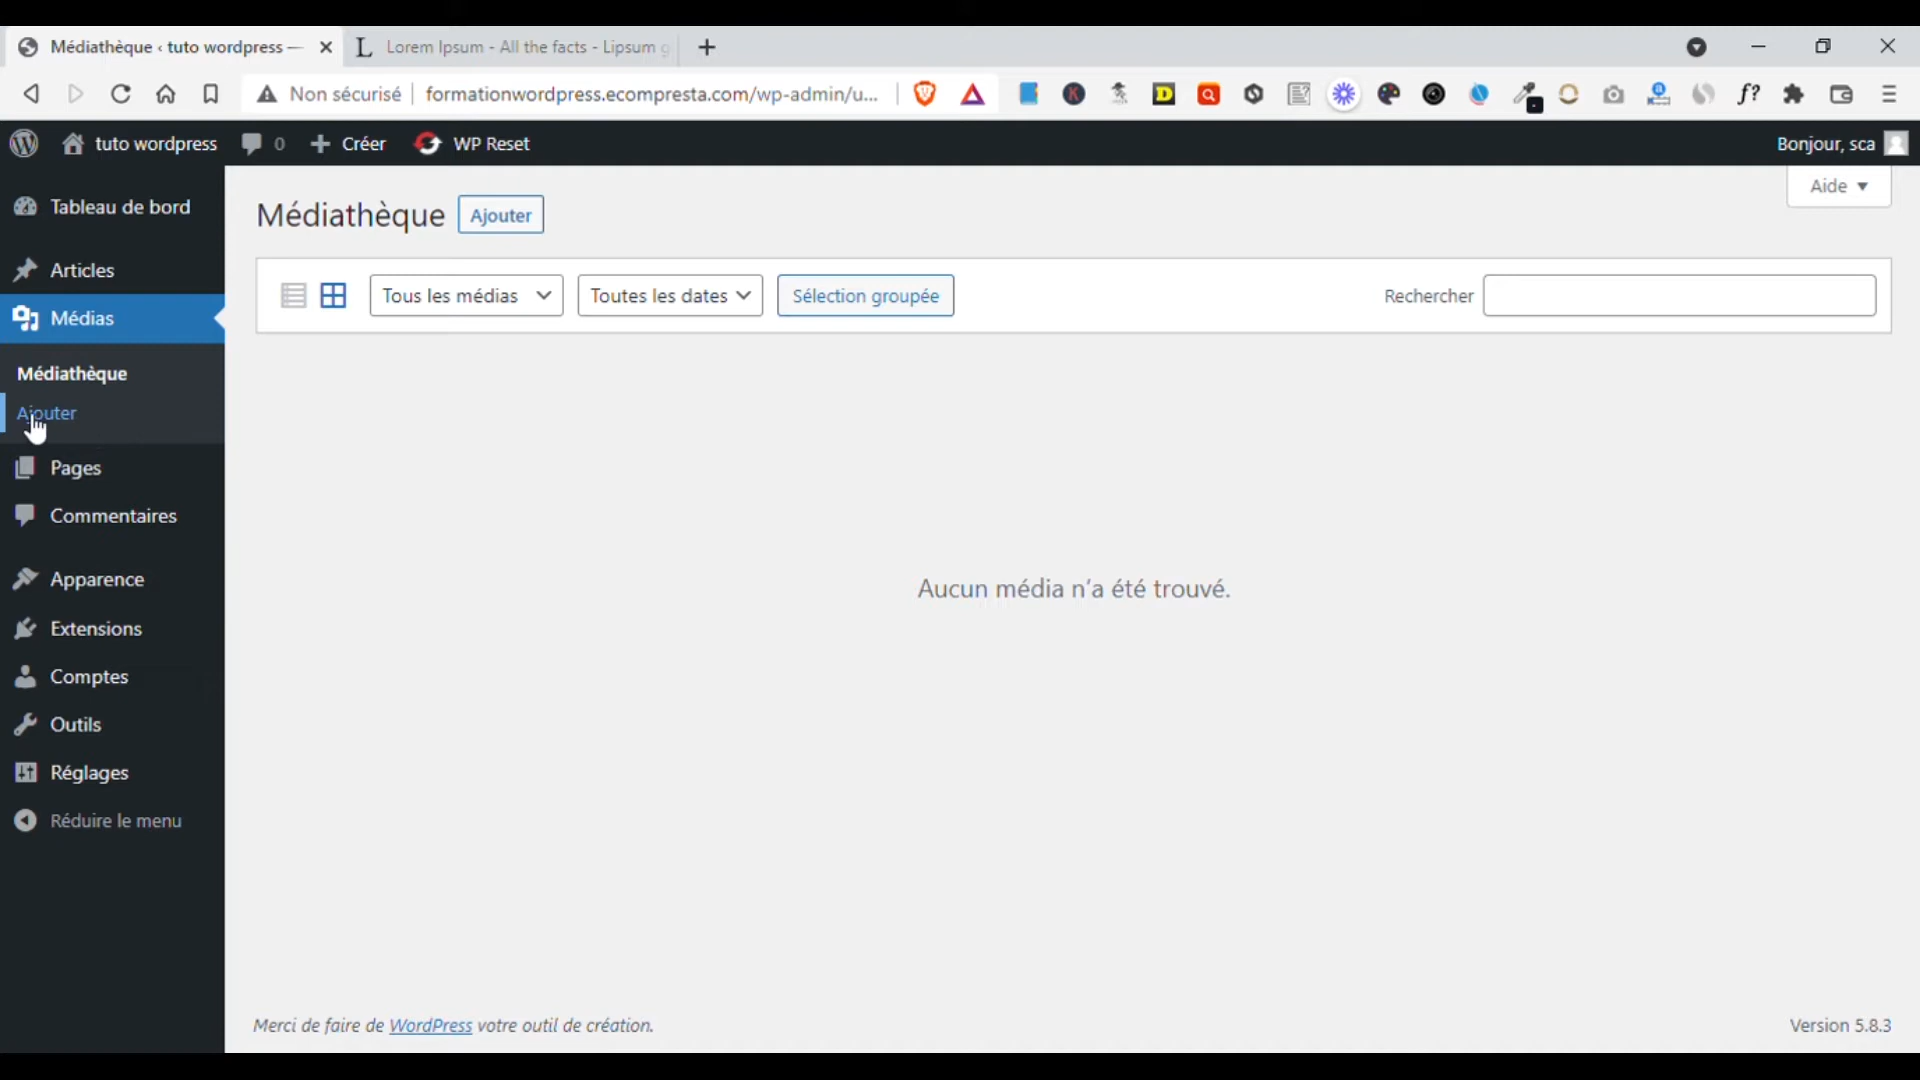 Médiathèque ‹ tuto wordpress —
Lorem Ipsum - All the facts - Lipsum g
Non sécurisé
formationwordpress.ecompresta.com/wp-admin/u...
f?
tuto wordpress
0
Créer
WP Reset
Bonjour, sca
Tableau de bord
Articles
Médias
Médiathèque
Ajouter
Pages
Commentaires
Apparence
Extensions
Comptes
Outils
Réglages
Réduire le menu
Médiathèque
Ajouter
Aide
Tous les médias
Toutes les dates
Sélection groupée
Rechercher
Aucun média n’a été trouvé.
Merci de faire de WordPress votre outil de création.
Version 5.8.3